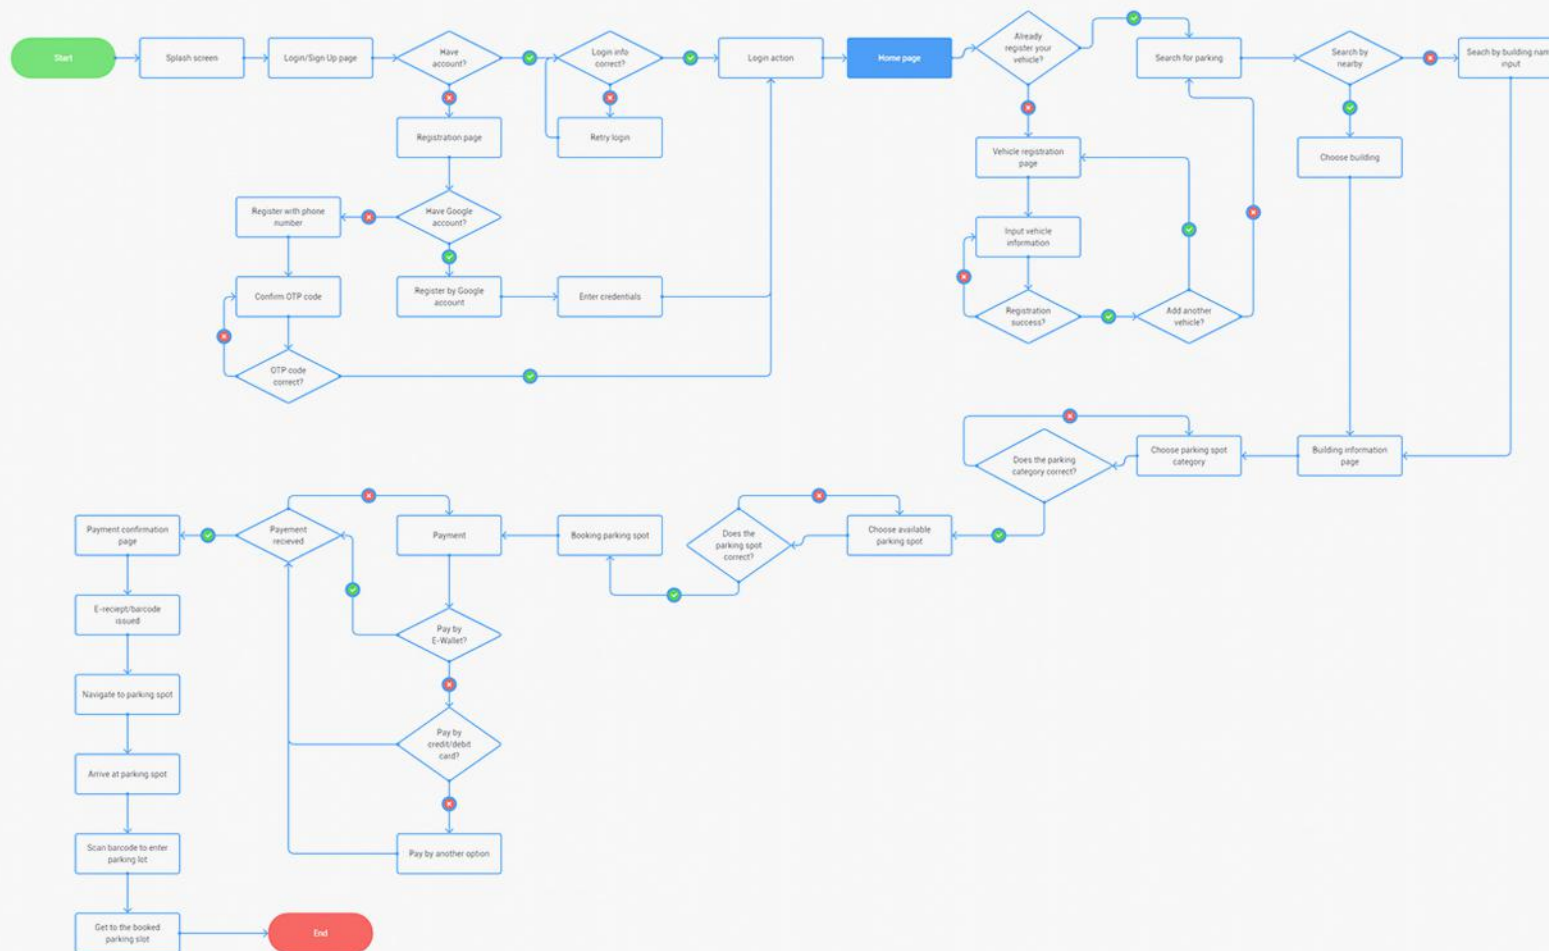 Start
Splash screen
Login/Sign Up page
Have
account?
Login info
correct?
Login action
Home page
Already
register your
vehicle?
Search for parking
Search by
nearby
Seach by building nam
input
Registration page
Retry login
Vehicle registration
page
Choose building
Register with phone
number
Have Google
account?
Input vehicle
information
Confirm OTP code
Register by Google
account
Enter credentials
Registration
success?
Add another
vehicle?
OTP code
correct?
Does the parking
category correct?
Choose parking spot
category
Building information
page
Payment confirmation
page
Payement
recieved
Payment
Booking parking spot
Does the
parking spot
correct?
Choose available
parking spot
E-reciept/barcode
issued
Pay by
E-Wallet?
Navigate to parking spot
Pay by
credit/debit
card?
Arrive at parking spot
Scan barcode to enter
parking lot
Pay by another option
Get to the booked
parking slot
End